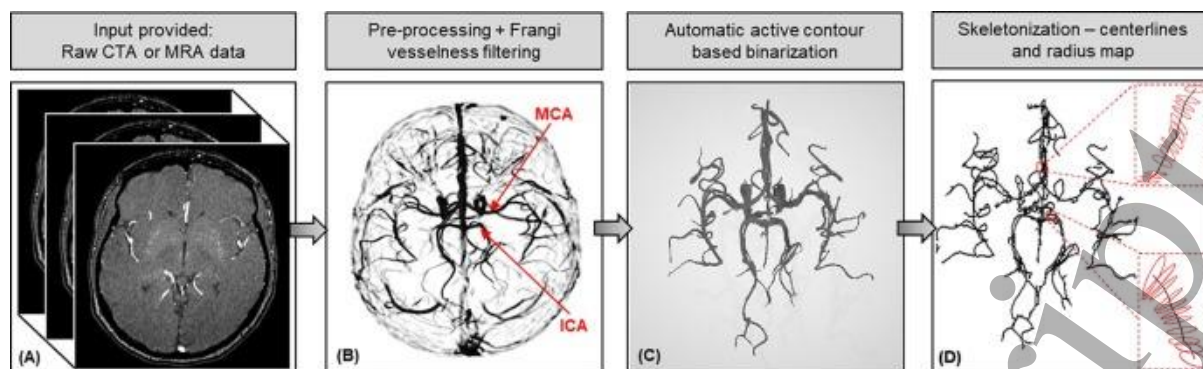 Input provided:
Raw CTA or MRA data
Pre-processing + Frangi
vesselness filtering
Automatic active contour
based binarization
Skeletonization – centerlines
and radius map
MCA
ICA
(A)
(B)
(C)
(D)